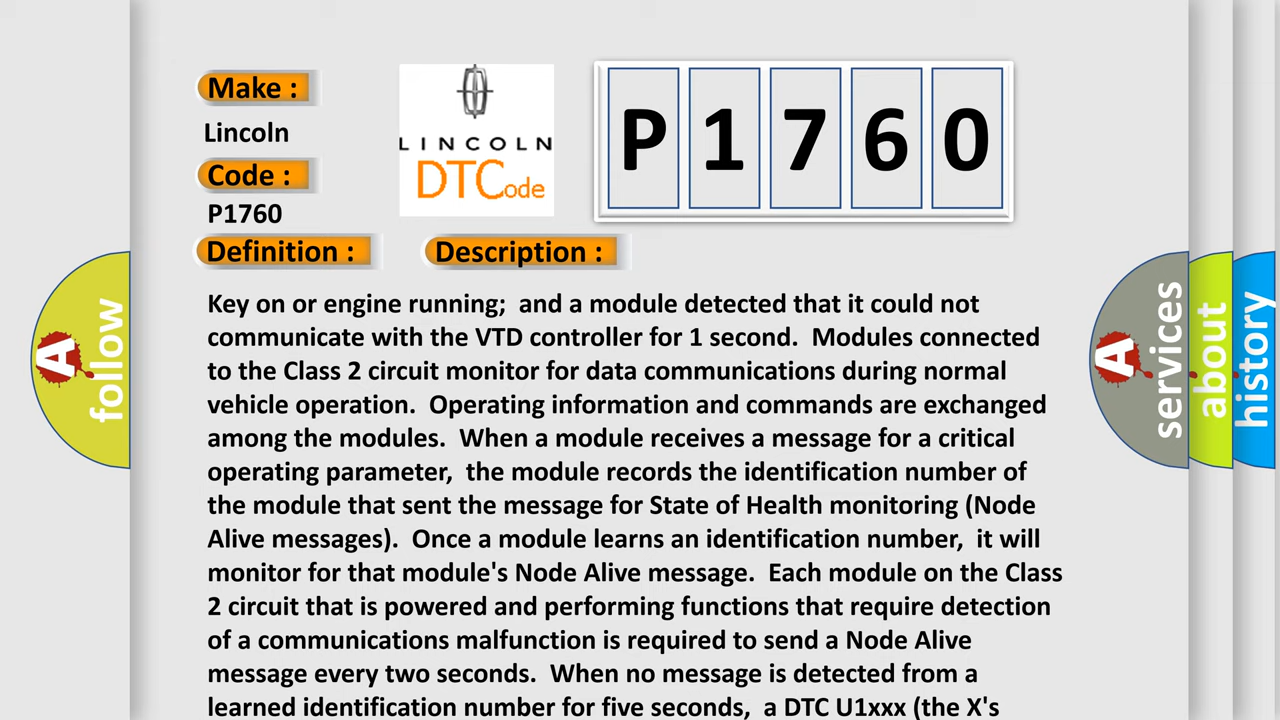 Make :
Lincoln
Code :
P1760
LINCOLN
DTCode
P1760
Definition :
Description :
Key on or engine running;  and a module detected that it could not
communicate with the VTD controller for 1 second.  Modules connected
to the Class 2 circuit monitor for data communications during normal
vehicle operation.  Operating information and commands are exchanged
among the modules.  When a module receives a message for a critical
operating parameter,  the module records the identification number of
the module that sent the message for State of Health monitoring (Node
Alive messages).  Once a module learns an identification number,  it will
monitor for that module's Node Alive message.  Each module on the Class
2 circuit that is powered and performing functions that require detection
of a communications malfunction is required to send a Node Alive
message every two seconds.  When no message is detected from a
learned identification number for five seconds,  a DTC U1xxx (the X's
A follow
A services
about
history